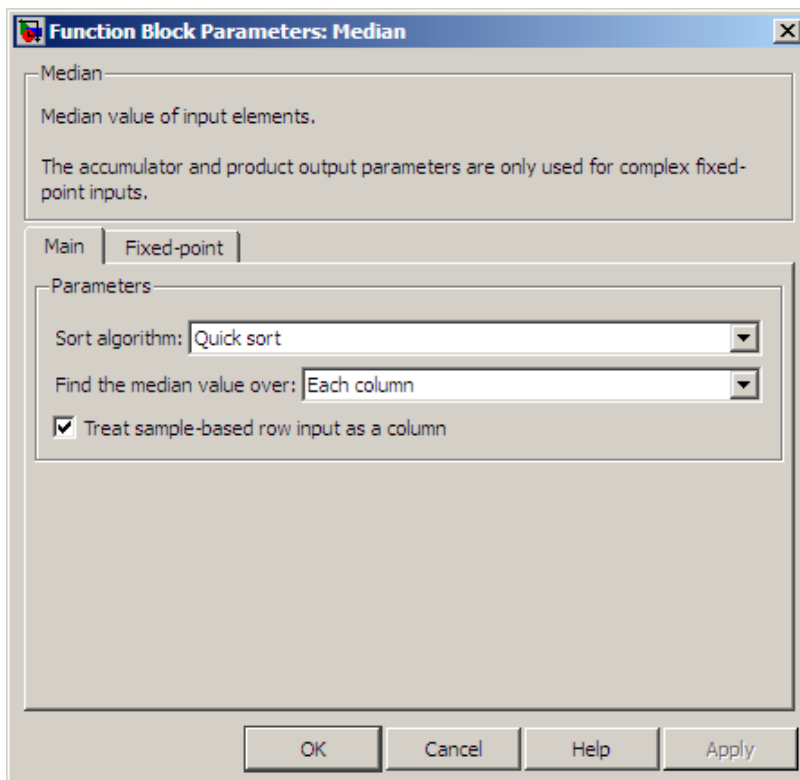 Function Block Parameters: Median
Median
Median value of input elements.
The accumulator and product output parameters are only used for complex fixed-
point inputs.
Main
Fixed-point
Parameters
Sort algorithm: Quick sort
Find the median value over: Each column
Treat sample-based row input as a column
OK
Cancel
Help
Apply